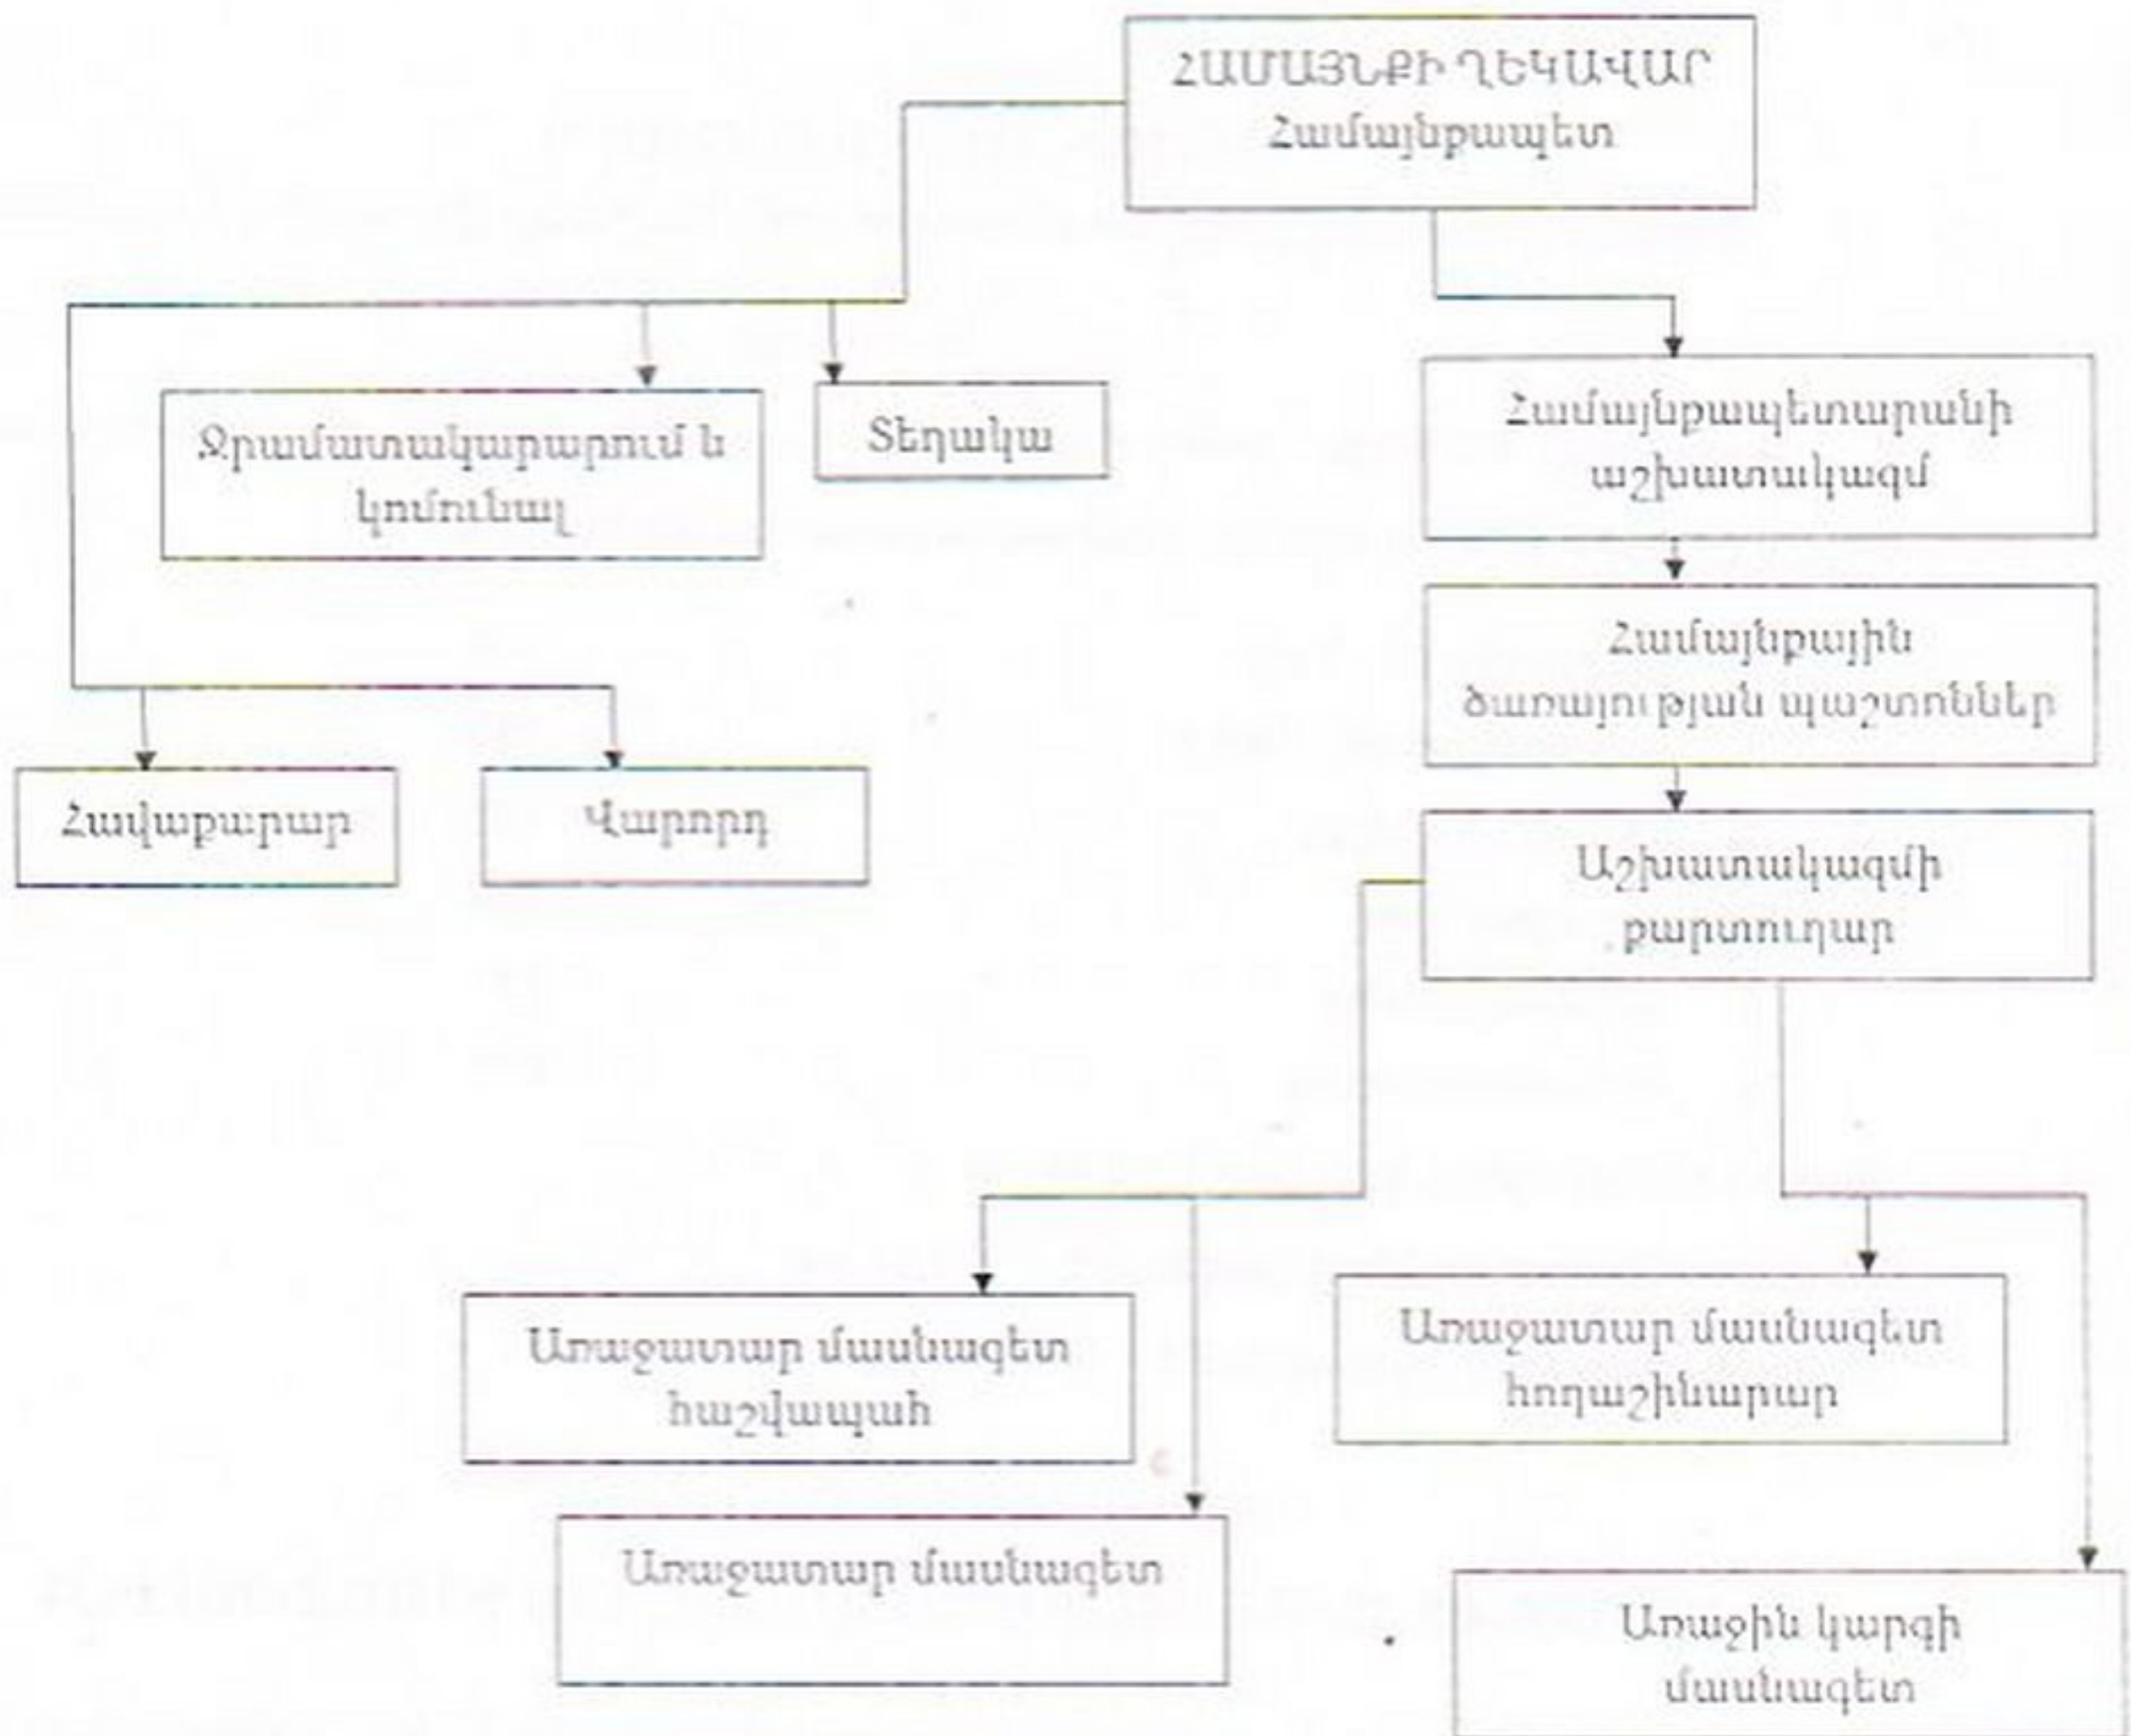 ՀԱՄԱՅՆՔԻ ՂԵԿԱՎԱՐ
Համայնքապետ
Ջրամատակարարում և
կոմունալ
Տեղակա
Համայնքապետարանի
աշխատակազմ
Համայնքային
ծառայության պաշտոններ
Հավաքարար
Վարորդ
Աշխատակազմի
քարտուղար
Առաջատար մասնագետ
հաշվապահ
Առաջատար մասնագետ
հողաշինարար
Առաջատար մասնագետ
Առաջին կարգի
մասնագետ